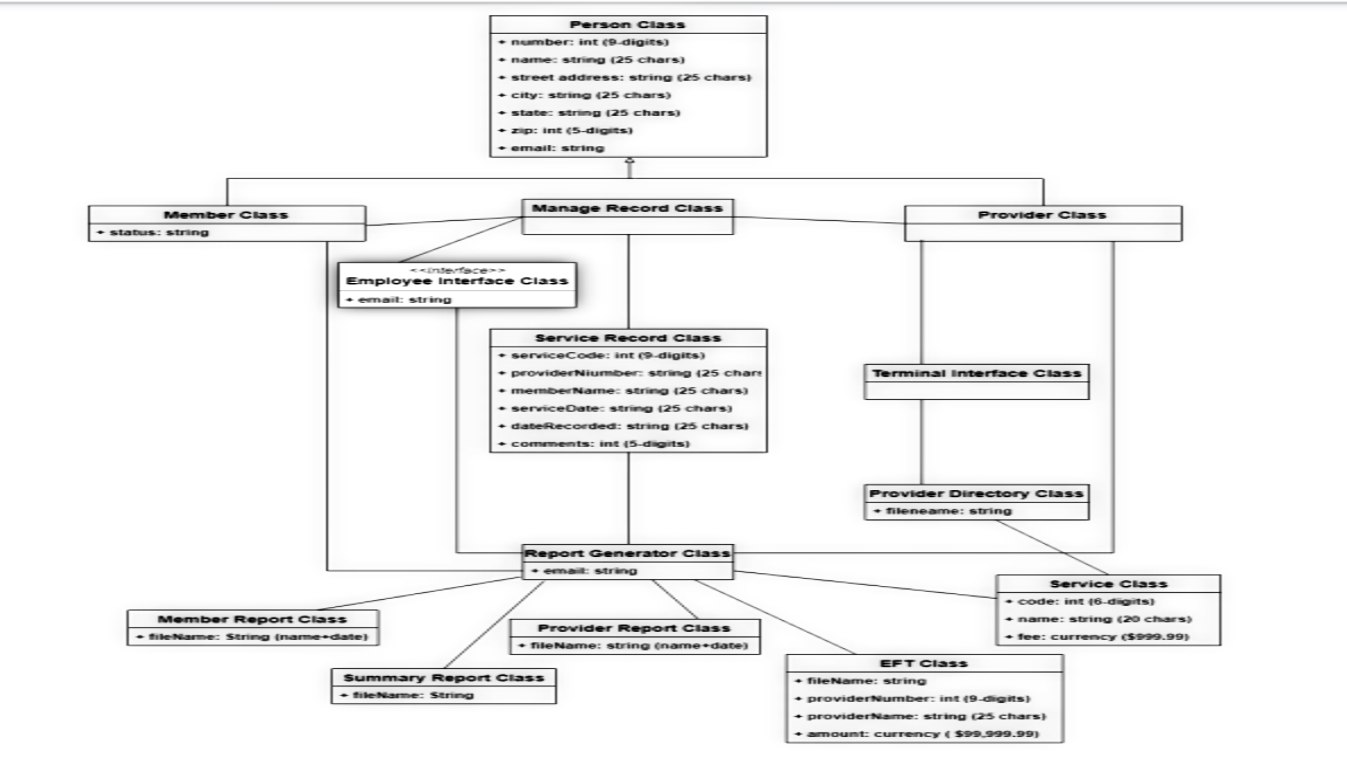 Person Class
+ number: int (9-digits)
+ name: string (25 chars)
+ street address: string (25 chars)
+ city: string (25 chars)
+ state: string (25 chars)
+ zip: int (5-digits)
+ email: string
Member Class
+ status: string
Manage Record Class
Provider Class
<<interface>>
Employee Interface Class
+ email: string
Service Record Class
+ serviceCode: int (9-digits)
+ providerNiumber: string (25 chars
+ memberName: string (25 chars)
+ serviceDate: string (25 chars)
+ dateRecorded: string (25 chars)
+ comments: int (5-digits)
Terminal Interface Class
Provider Directory Class
+ fileneame: string
Report Generator Class
+ email: string
Service Class
+ code: int (6-digits)
+ name: string (20 chars)
+ fee: currency ($999.99)
Member Report Class
+ fileName: String (name+date)
Provider Report Class
+ fileName: string (name+date)
Summary Report Class
+ fileName: String
EFT Class
+ fileName: string
+ providerNumber: int (9-digits)
+ providerName: string (25 chars)
+ amount: currency ( $99,999.99)